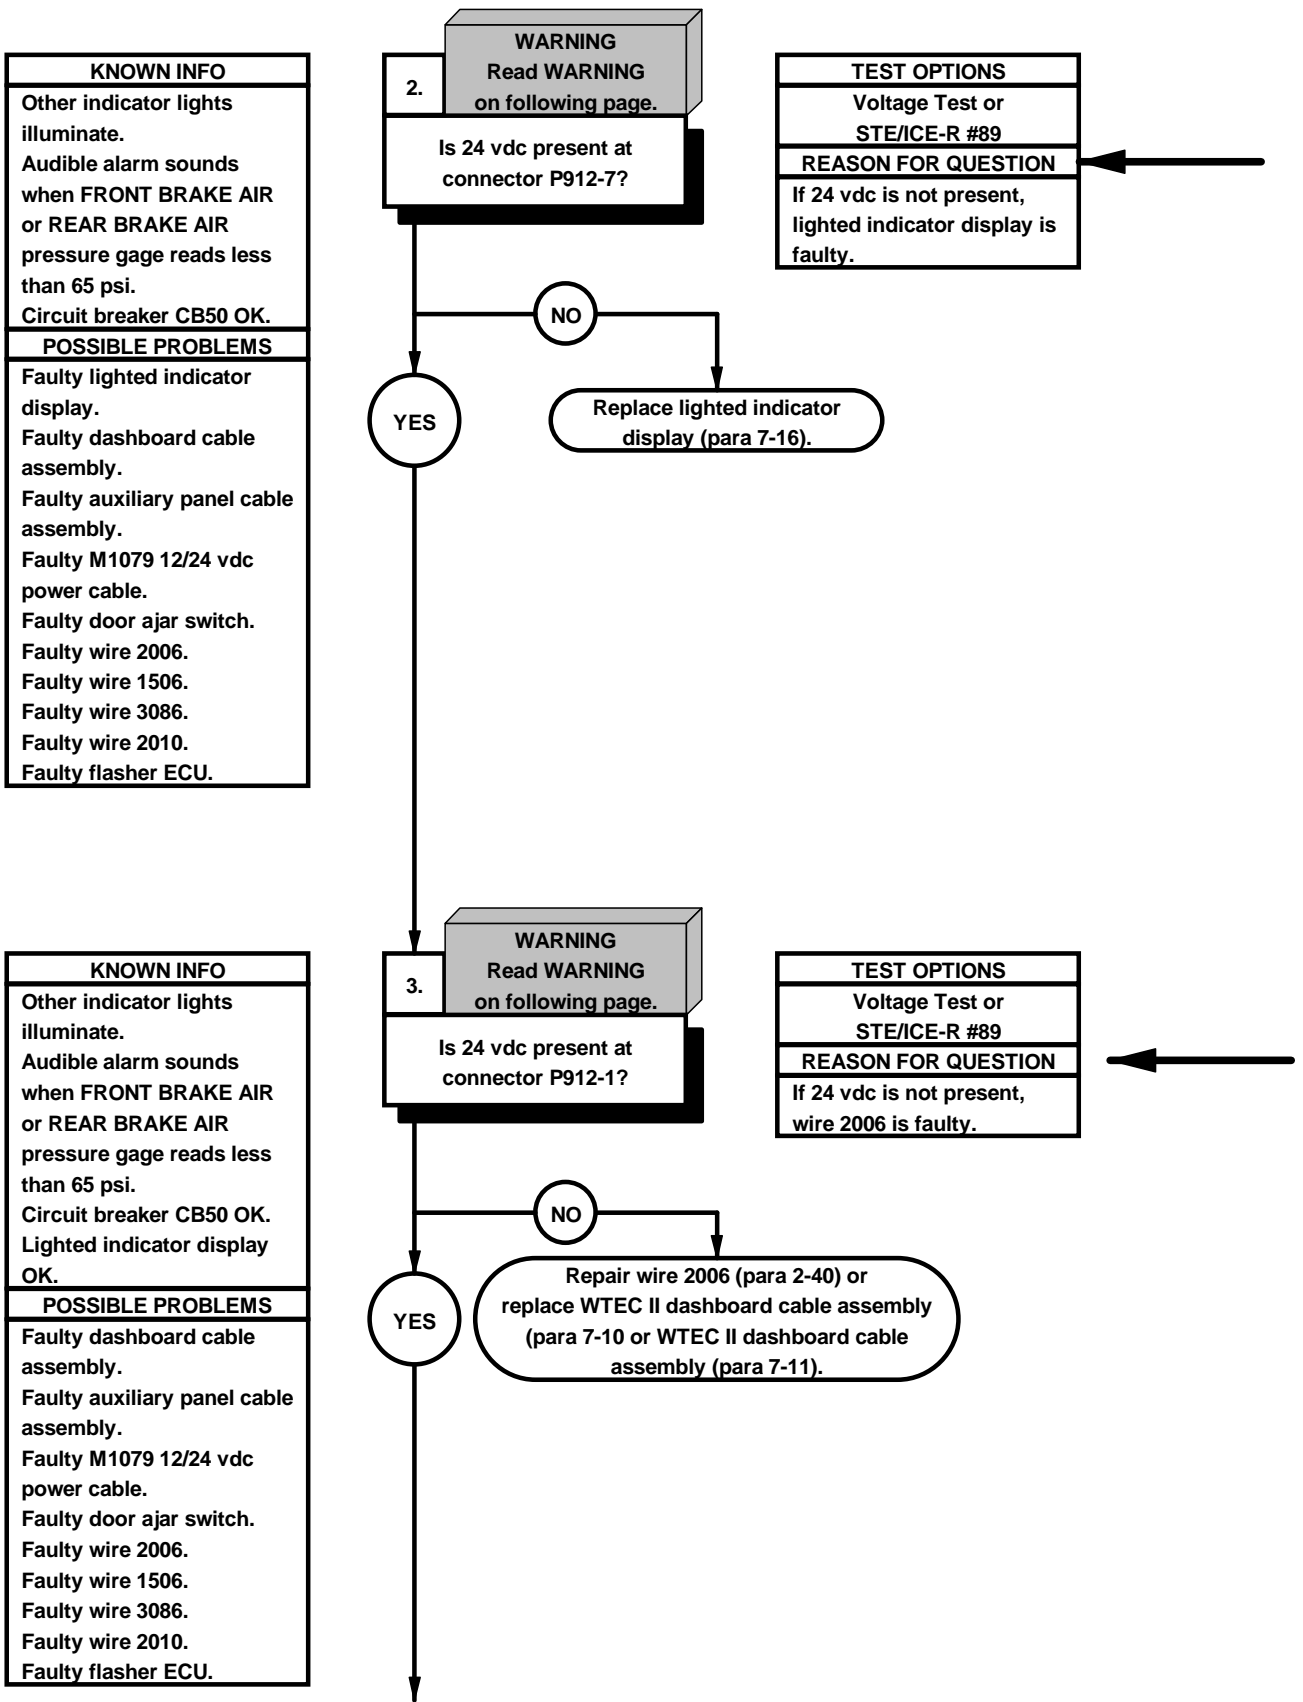 KNOWN INFO
Other indicator lights
illuminate.
Audible alarm sounds
when FRONT BRAKE AIR
or REAR BRAKE AIR
pressure gage reads less
than 65 psi.
Circuit breaker CB50 OK.
POSSIBLE PROBLEMS
Faulty lighted indicator
display.
Faulty dashboard cable
assembly.
Faulty auxiliary panel cable
assembly.
Faulty M1079 12/24 vdc
power cable.
Faulty door ajar switch.
Faulty wire 2006.
Faulty wire 1506.
Faulty wire 3086.
Faulty wire 2010.
Faulty flasher ECU.
2.
WARNING
Read WARNING
on following page.
Is 24 vdc present at
connector P912-7?
NO
YES
Replace lighted indicator
display (para 7-16).
TEST OPTIONS
Voltage Test or
STE/ICE-R #89
REASON FOR QUESTION
If 24 vdc is not present,
lighted indicator display is
faulty.
KNOWN INFO
Other indicator lights
illuminate.
Audible alarm sounds
when FRONT BRAKE AIR
or REAR BRAKE AIR
pressure gage reads less
than 65 psi.
Circuit breaker CB50 OK.
Lighted indicator display
OK.
POSSIBLE PROBLEMS
Faulty dashboard cable
assembly.
Faulty auxiliary panel cable
assembly.
Faulty M1079 12/24 vdc
power cable.
Faulty door ajar switch.
Faulty wire 2006.
Faulty wire 1506.
Faulty wire 3086.
Faulty wire 2010.
Faulty flasher ECU.
3.
WARNING
Read WARNING
on following page.
Is 24 vdc present at
connector P912-1?
NO
YES
Repair wire 2006 (para 2-40) or
replace WTEC II dashboard cable assembly
(para 7-10 or WTEC II dashboard cable
assembly (para 7-11).
TEST OPTIONS
Voltage Test or
STE/ICE-R #89
REASON FOR QUESTION
If 24 vdc is not present,
wire 2006 is faulty.